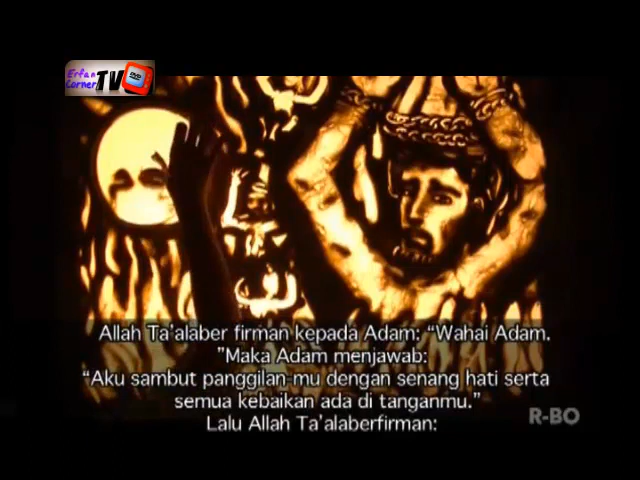 Erfan
Corner TV
DVD
Allah Ta'alaber firman kepada Adam: "Wahai Adam.
"Maka Adam menjawab:
"Aku sambut panggilan-mu dengan senang hati serta
semua kebaikan ada di tanganmu."
Lalu Allah Ta'alaberfirman:
R-BO